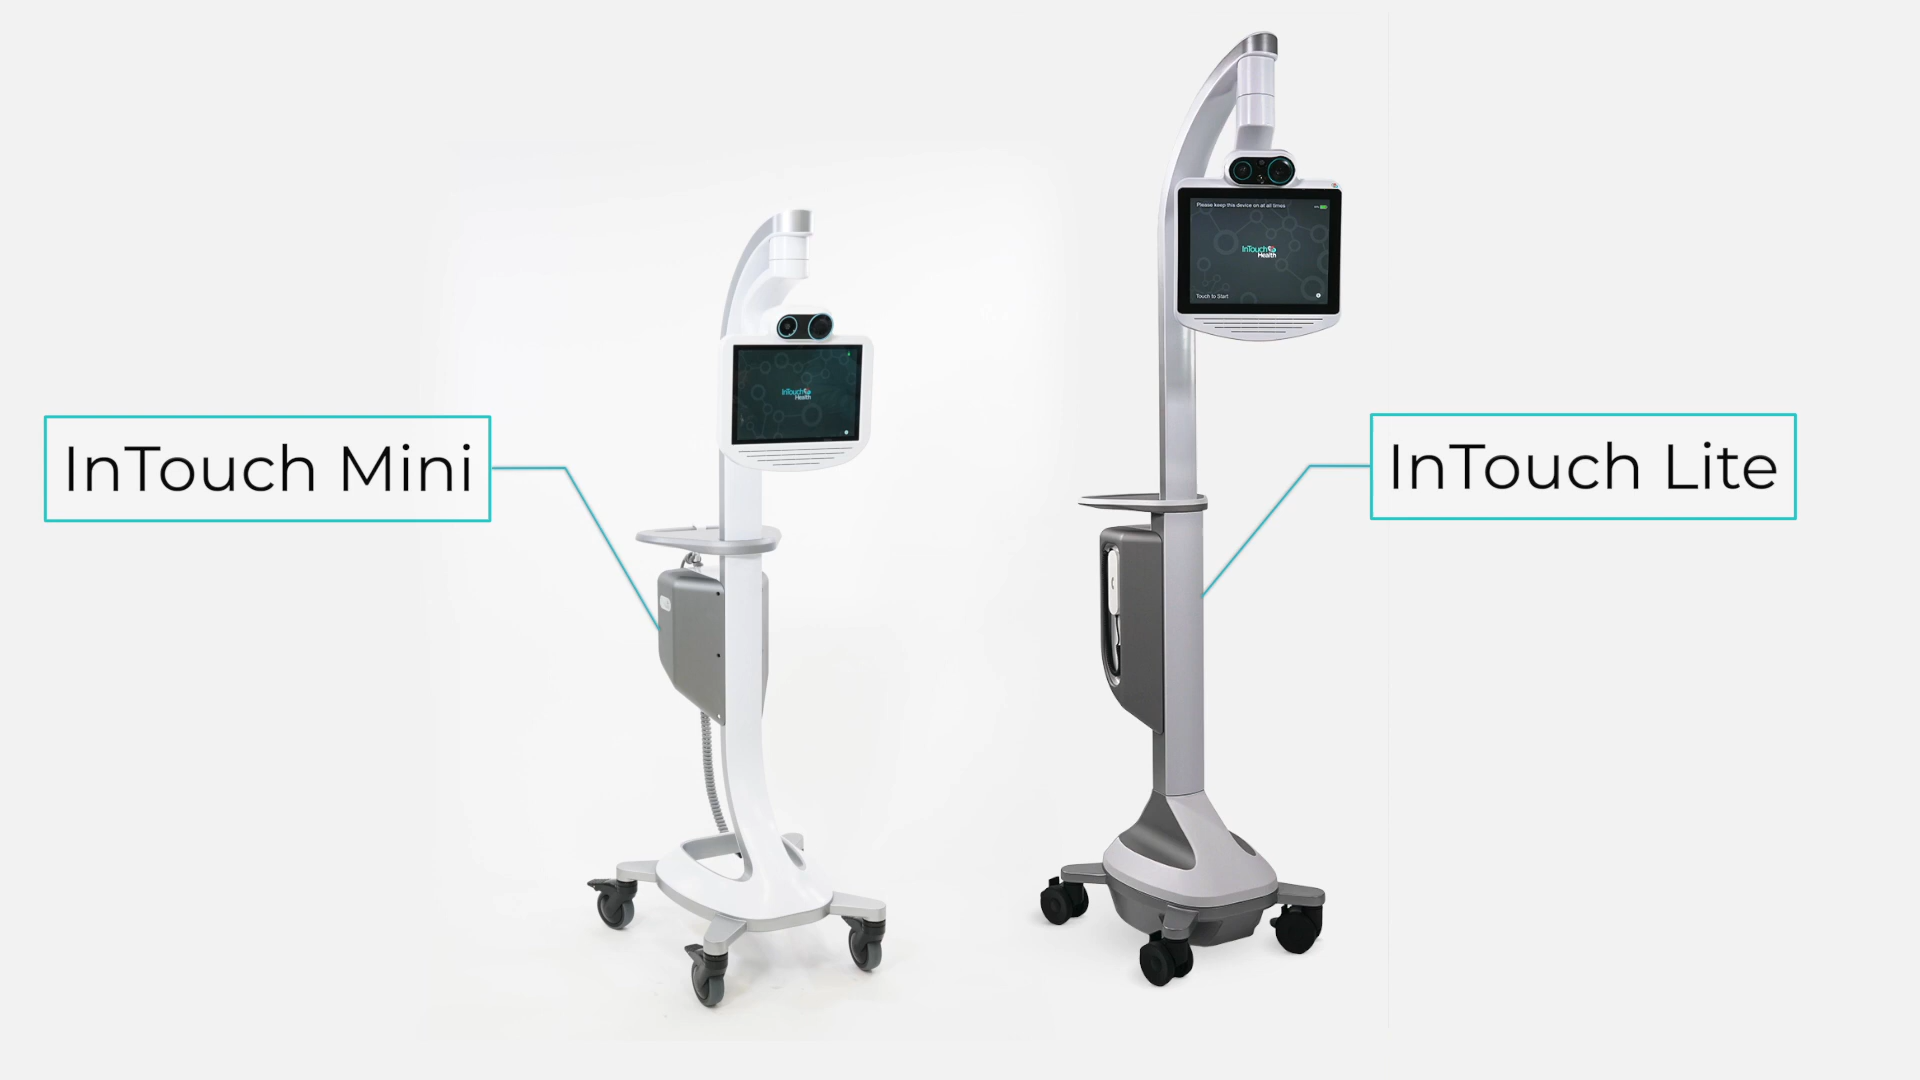 InTouch Mini
InTouch
Health
Please keep this device on at all times
InTouch
Health
Touch to Start
InTouch Lite